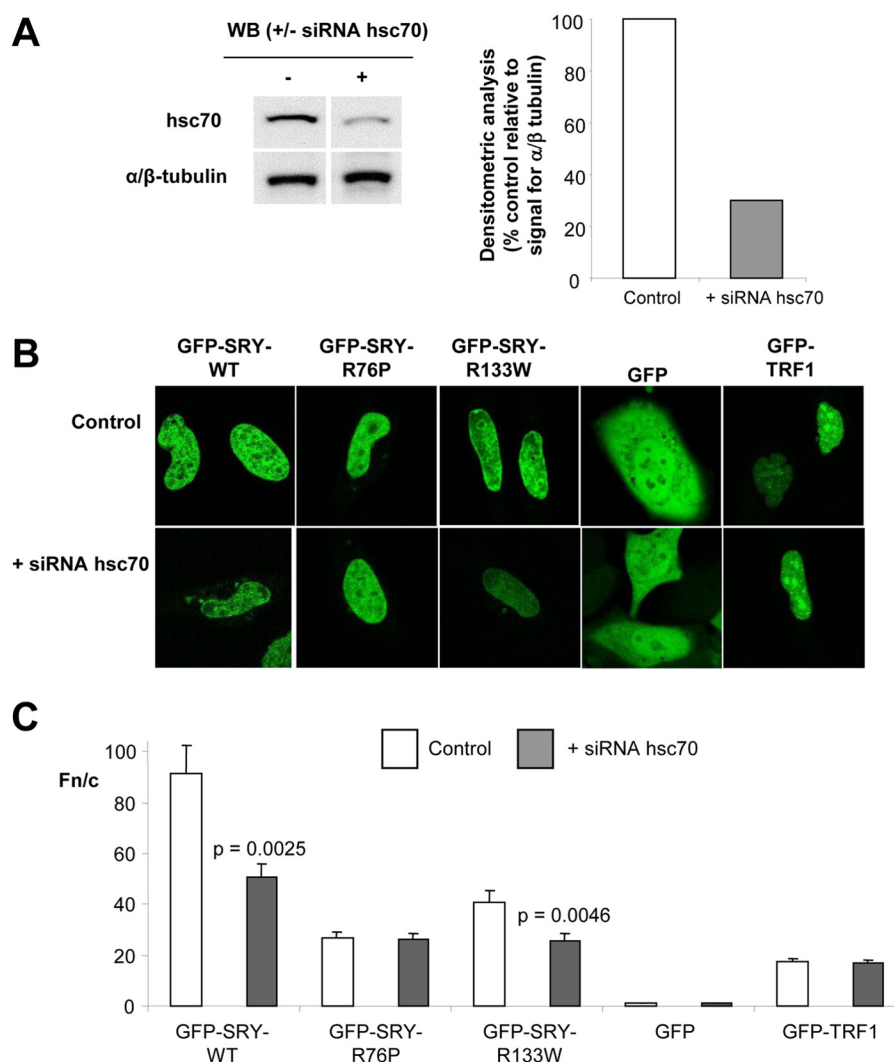 A
WB (+/- siRNA hsc70)
- +
hsc70
α/β-tubulin
Densitometric analysis
(% control relative to
signal for α/β tubulin)
100
80
60
40
20
0
Control + siRNA hsc70
B
GFP-SRY-
WT
GFP-SRY-
R76P
GFP-SRY-
R133W
GFP
GFP-
TRF1
Control
+ siRNA hsc70
C
Fn/c
100
80
60
40
20
0
Control + siRNA hsc70
p = 0.0025
p = 0.0046
GFP-SRY-
WT
GFP-SRY-
R76P
GFP-SRY-
R133W
GFP
GFP-TRF1